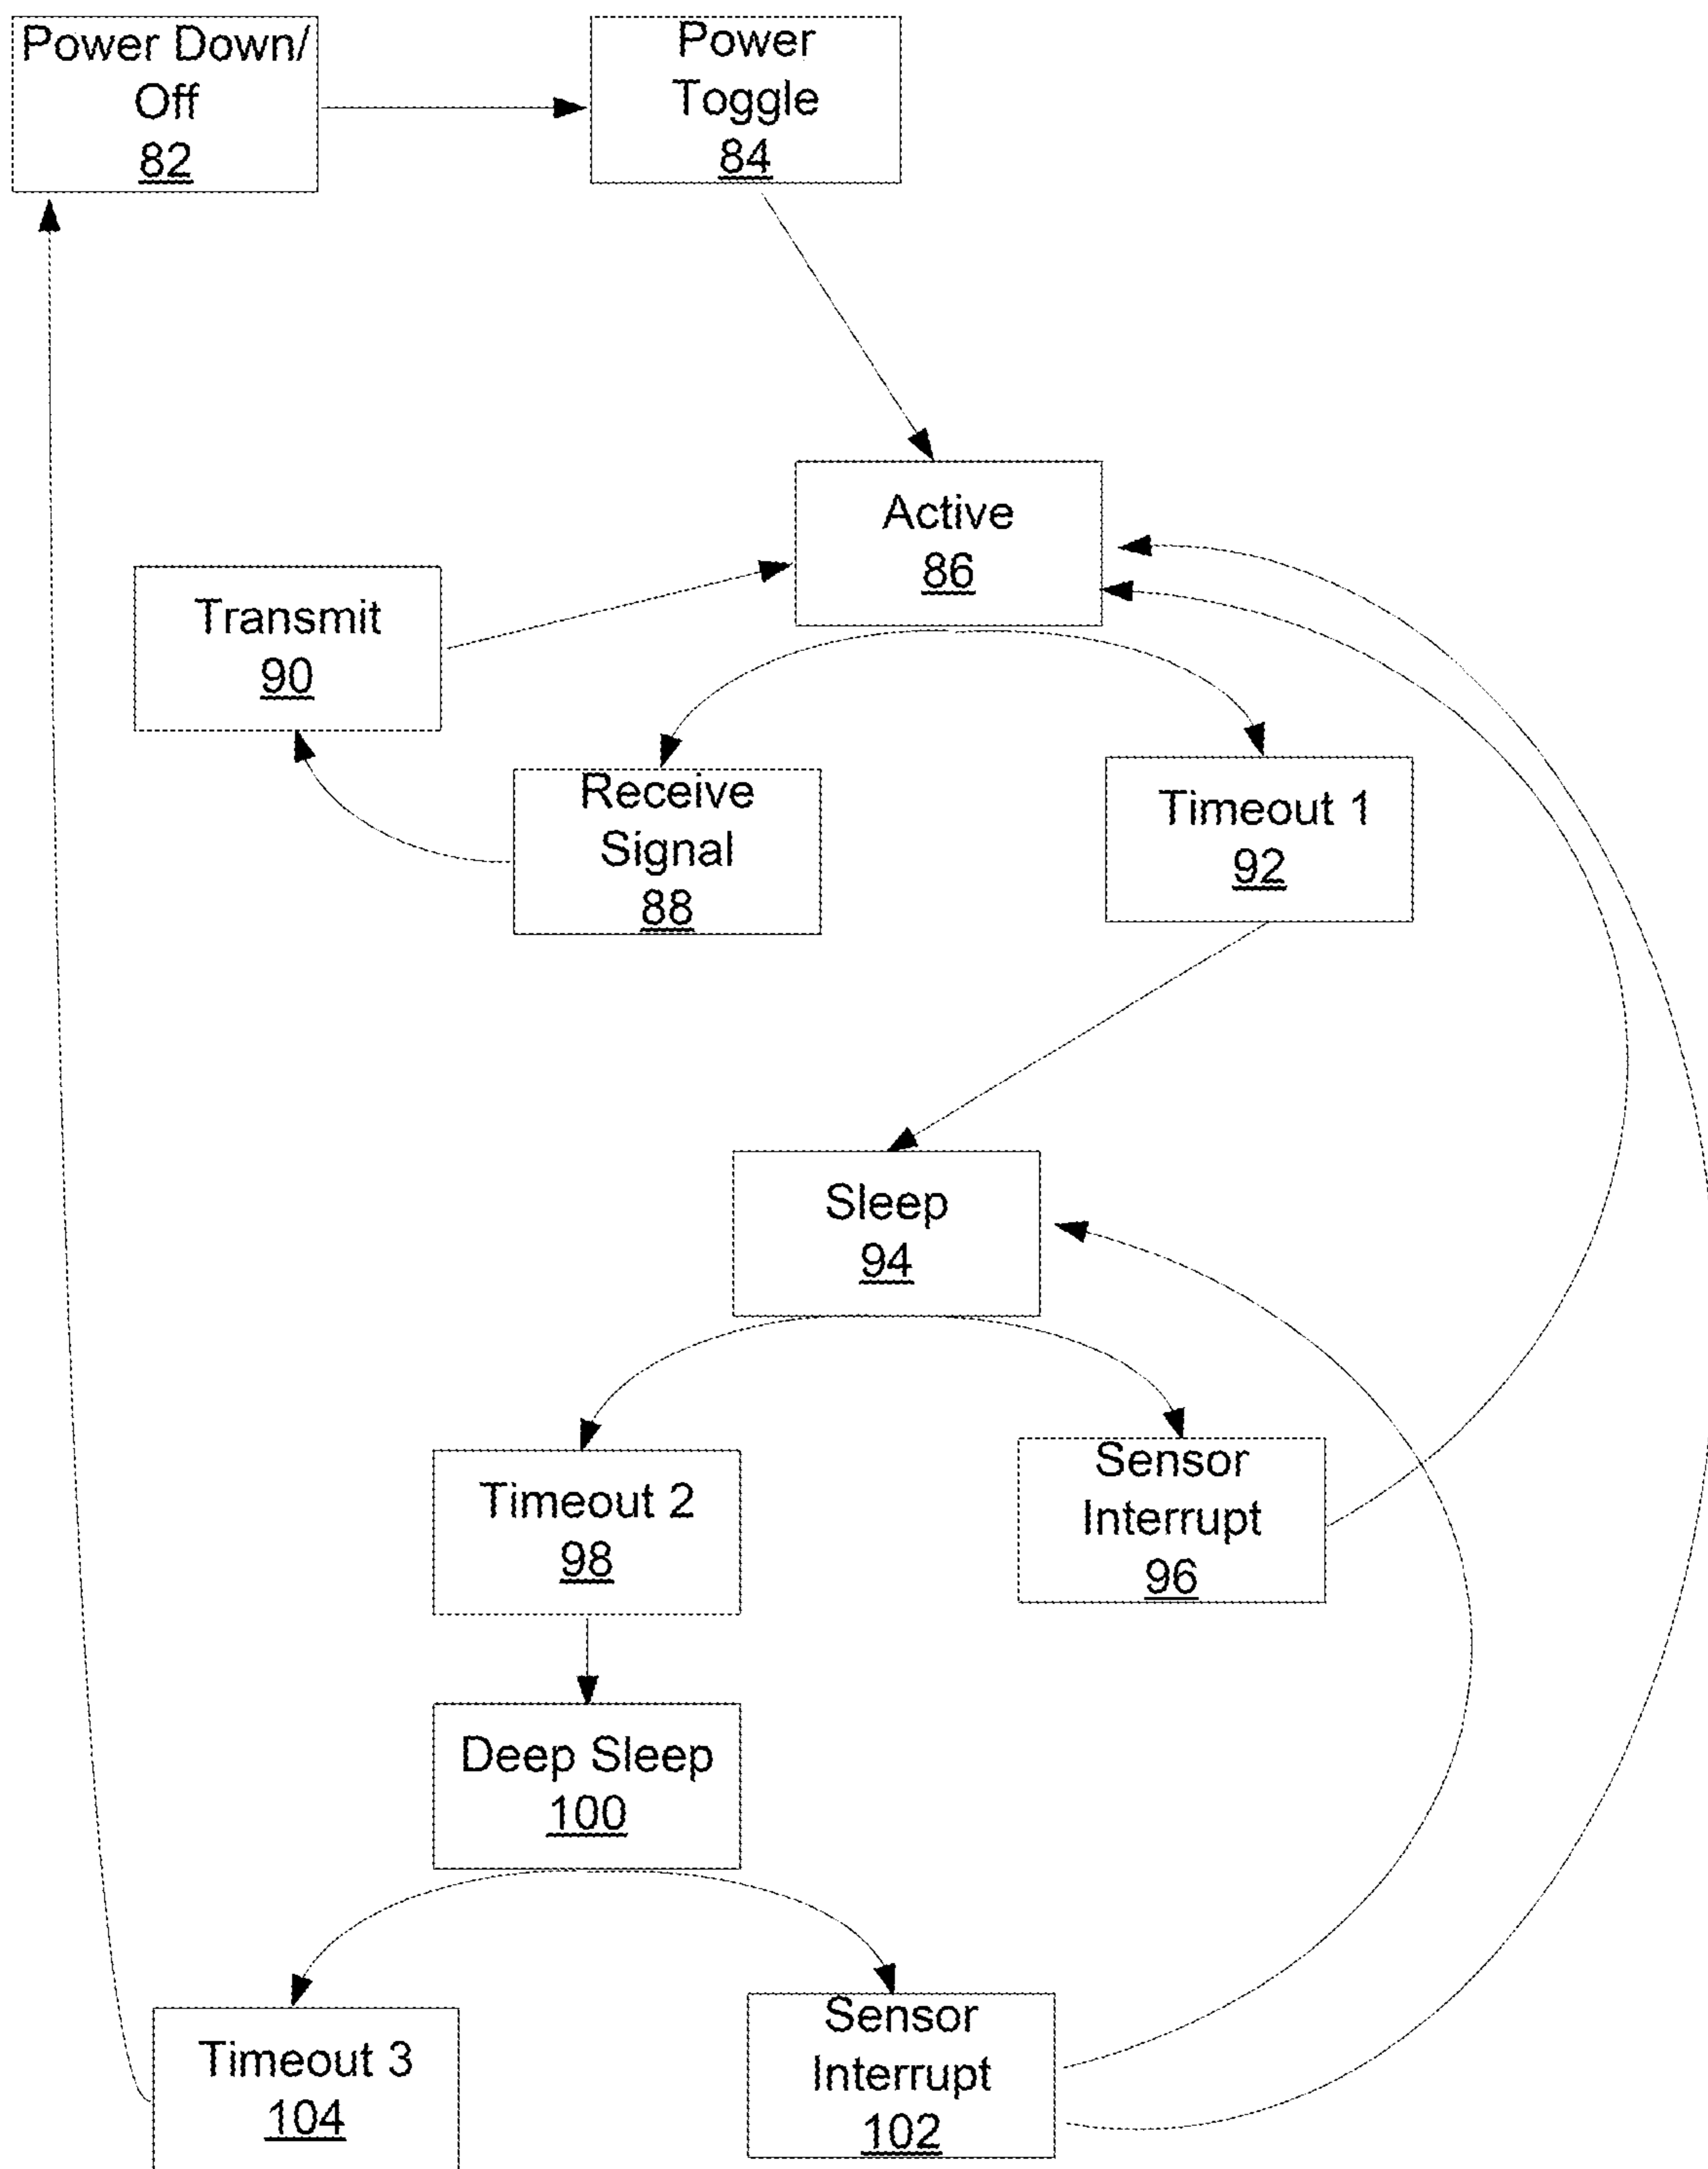 Power Down/
Off
82
Power
Toggle
84
Active
86
Transmit
90
Receive
Signal
88
Timeout 1
92
Sleep
94
Timeout 2
98
Sensor
Interrupt
96
Deep Sleep
100
Timeout 3
104
Sensor
Interrupt
102